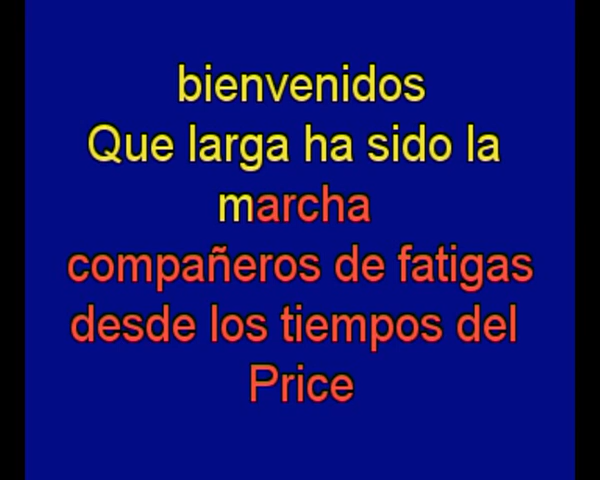 bienvenidos
Que larga ha sido la
marcha
compañeros de fatigas
desde los tiempos del
Price